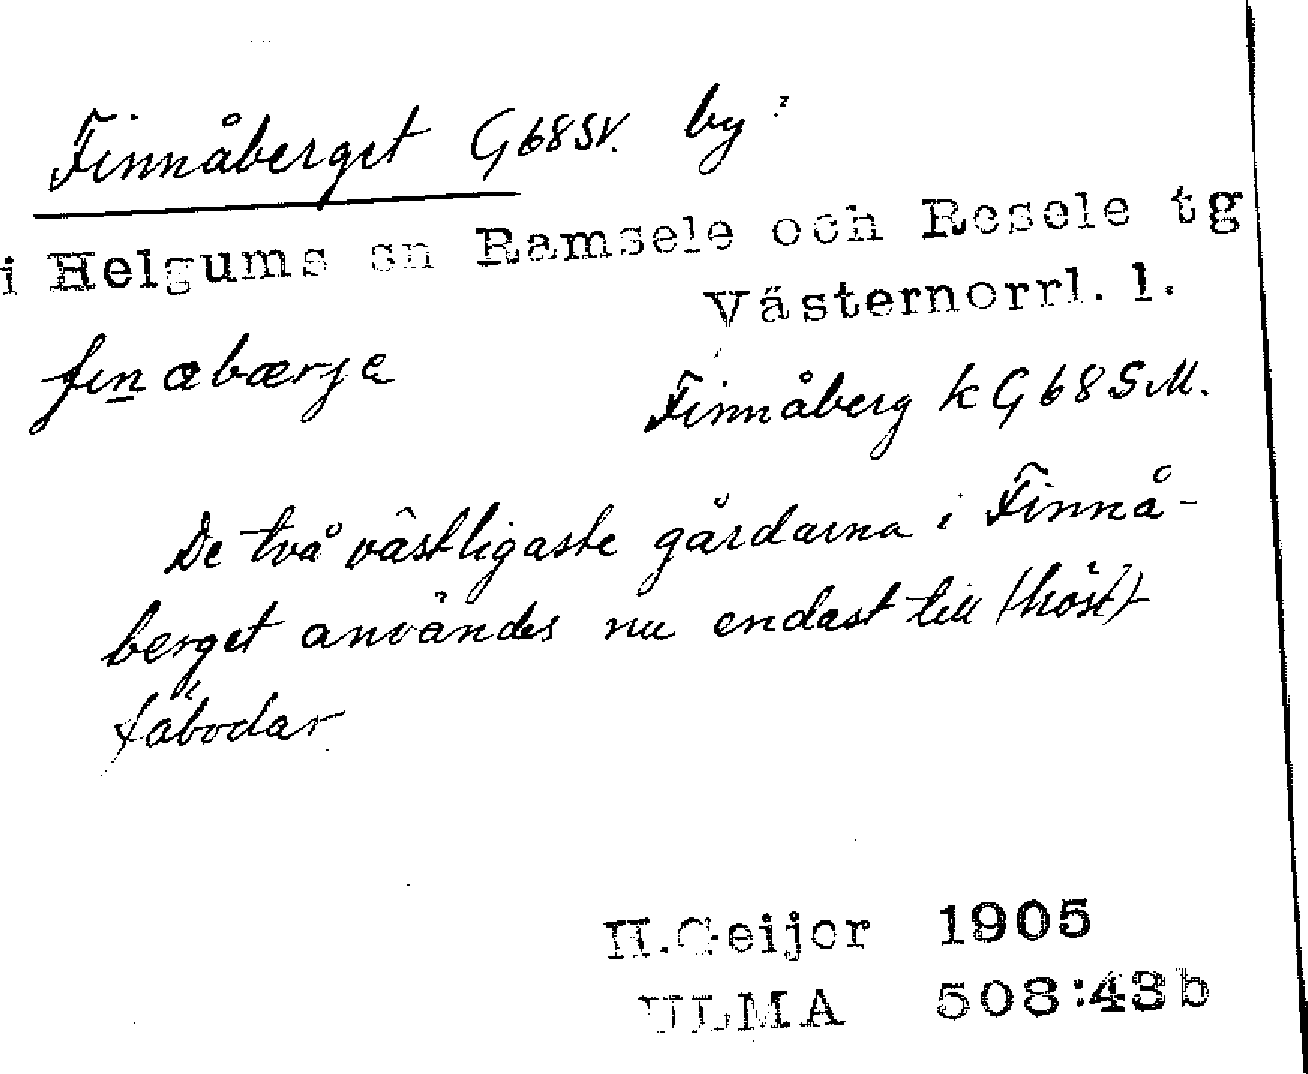 Finnåberget G68SV. by:
i Helgums sn Ramsele och Resele tg
Västernorrl. l.
finabærje
Finnåberg k G68SM.
De två västligaste gårdarna i Finnå-
berget användes nu endast till (höst)-
fäbodar
H.Geijer 1905
ULMA 508:43b